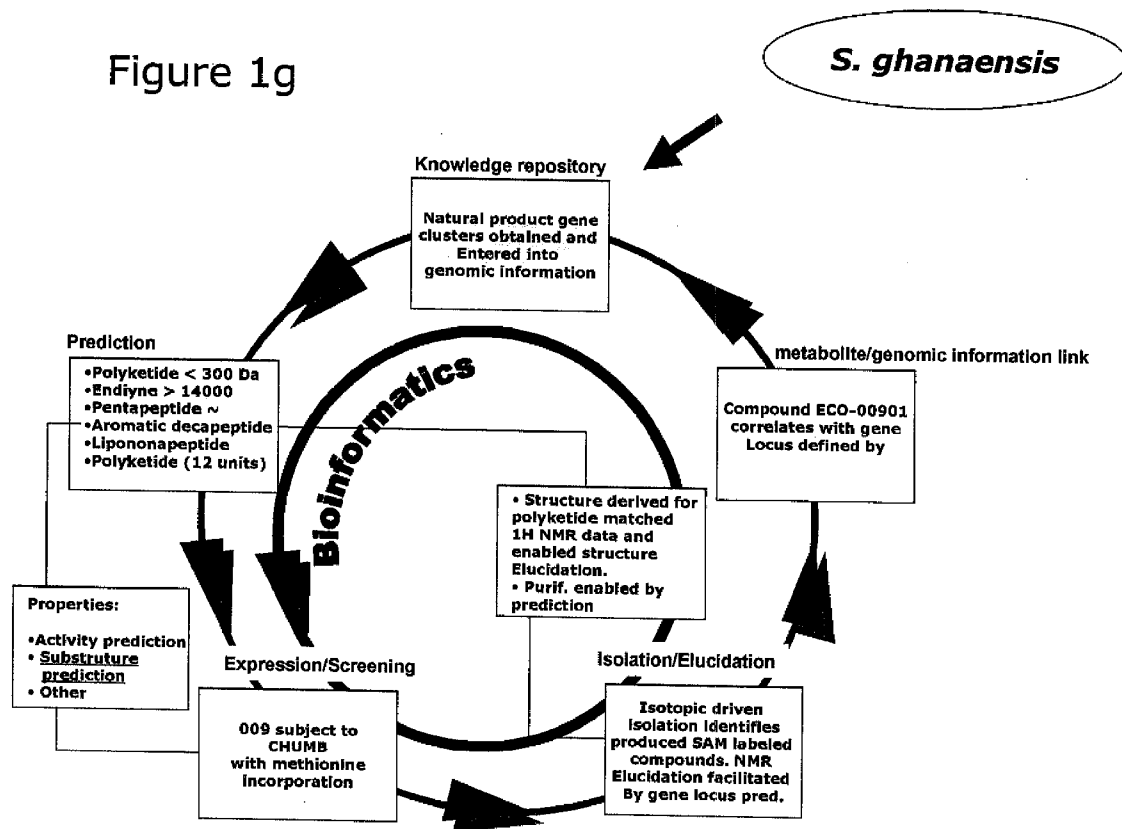 Figure 1g
S. ghanaensis
Knowledge repository
Natural product gene
clusters obtained and
Entered into
genomic information
Prediction
•Polyketide < 300 Da
•Endiyne > 14000
•Pentapeptide ~
•Aromatic decapeptide
•Lipononapeptide
•Polyketide (12 units)
Bioinformatics
metabolite/genomic information link
Compound ECO-00901
correlates with gene
Locus defined by
• Structure derived for
polyketide matched
1H NMR data and
enabled structure
Elucidation.
• Purif. enabled by
prediction
Properties:
•Activity prediction
• Substruture
prediction
• Other
Expression/Screening
009 subject to
CHUMB
with methionine
incorporation
Isolation/Elucidation
Isotopic driven
isolation identifies
produced SAM labeled
compounds. NMR
Elucidation facilitated
By gene locus pred.